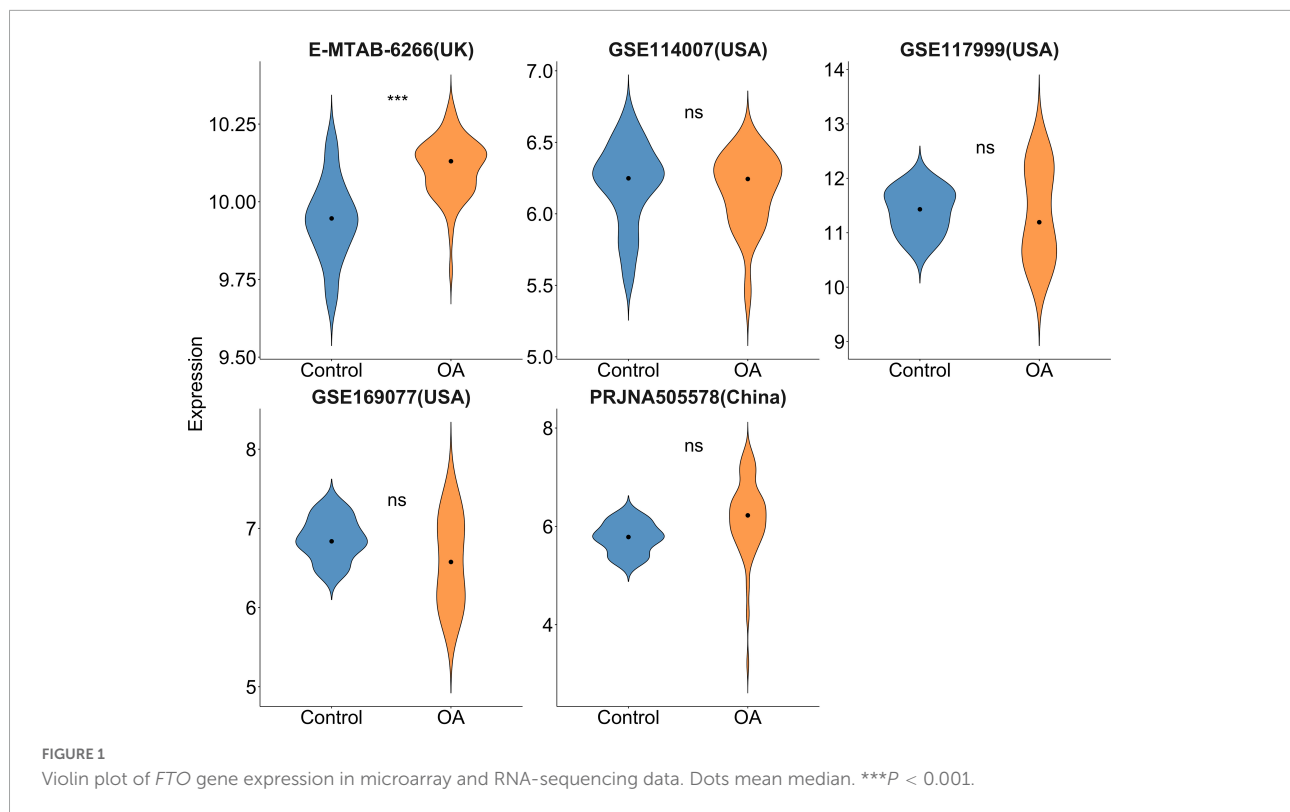 E-MTAB-6266(UK)
GSE114007(USA)
GSE117999(USA)
10.25
10.00
9.75
9.50
***
Control
OA
7.0
6.5
6.0
5.5
5.0
ns
Control
OA
14
13
12
11
10
9
ns
Control
OA
Expression
GSE169077(USA)
PRJNA505578(China)
8
7
6
5
ns
Control
OA
8
6
4
ns
Control
OA
FIGURE 1
Violin plot of FTO gene expression in microarray and RNA-sequencing data. Dots mean median. ***P < 0.001.